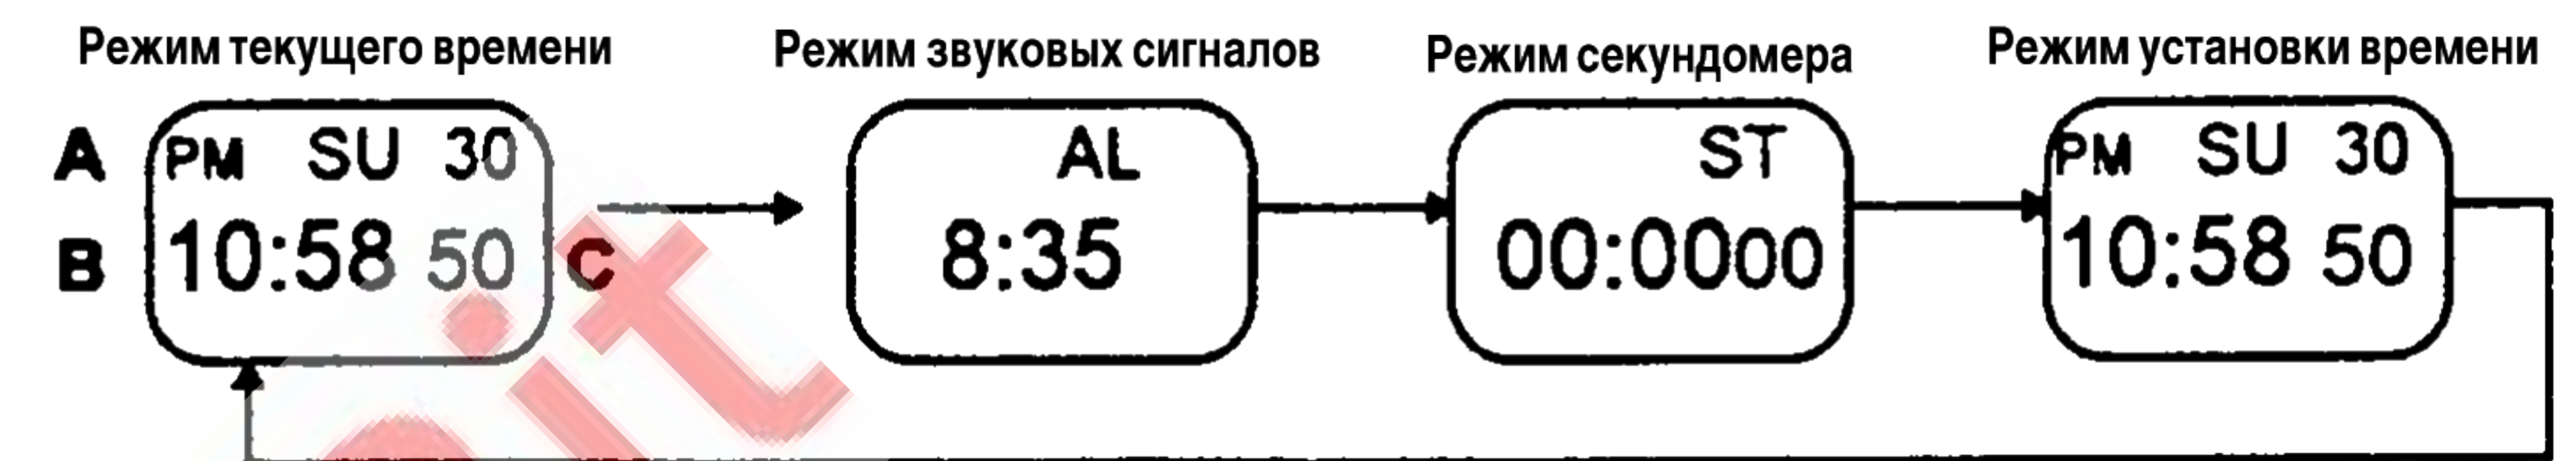 Режим текущего времени Режим звуковых сигналов Режим секундомера Режим установки времени
A PM SU 30 AL ST PM SU 30
B 10:58 50 C 8:35 00:0000 10:58 50